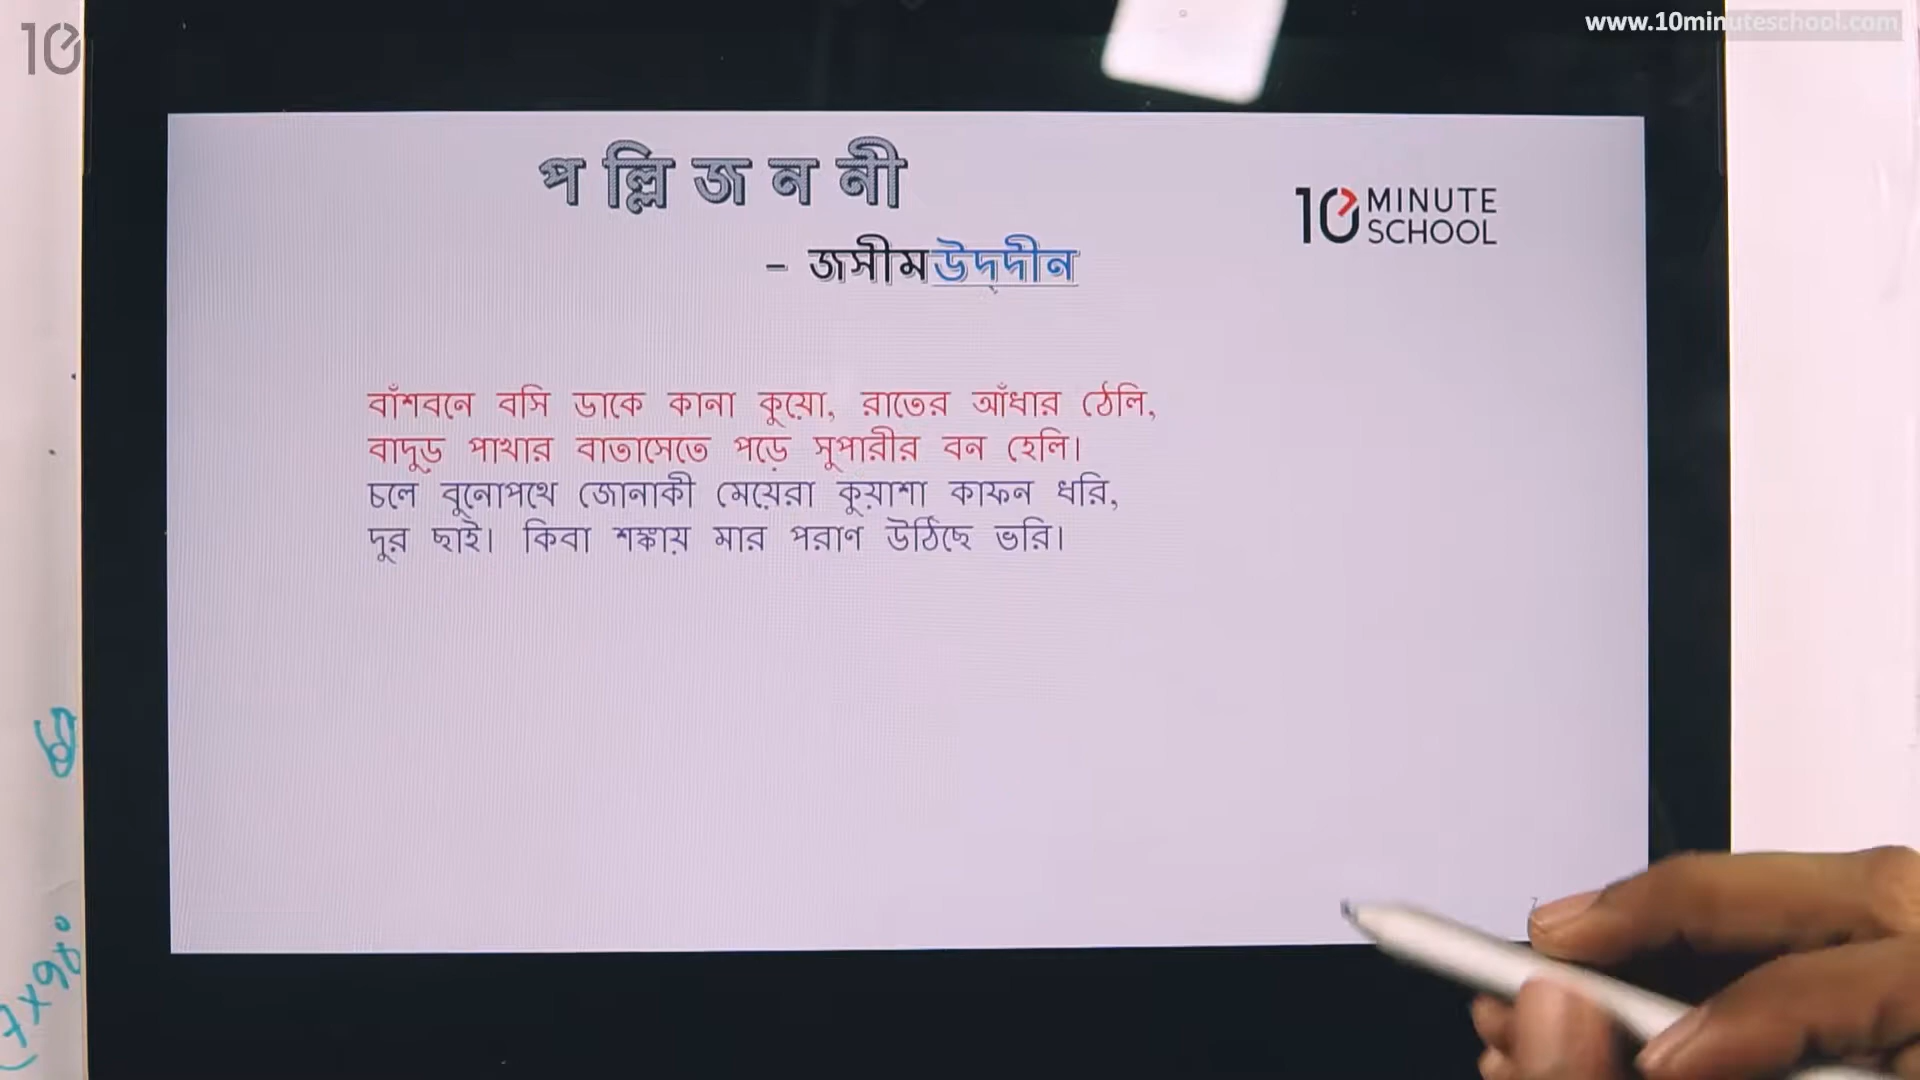 10
www.10minuteschool.com
পল্লিজননী
10 MINUTE SCHOOL
– জসীমউদ্‌দীন
বাঁশবনে বসি ডাকে কানা কুয়ো, রাতের আঁধার ঠেলি,
বাদুড় পাখার বাতাসেতে পড়ে সুপারীর বন হেলি।
চলে বুনোপথে জোনাকী মেয়েরা কুয়াশা কাফন ধরি,
দুর ছাই। কিবা শঙ্কায় মার পরাণ উঠিছে ভরি।